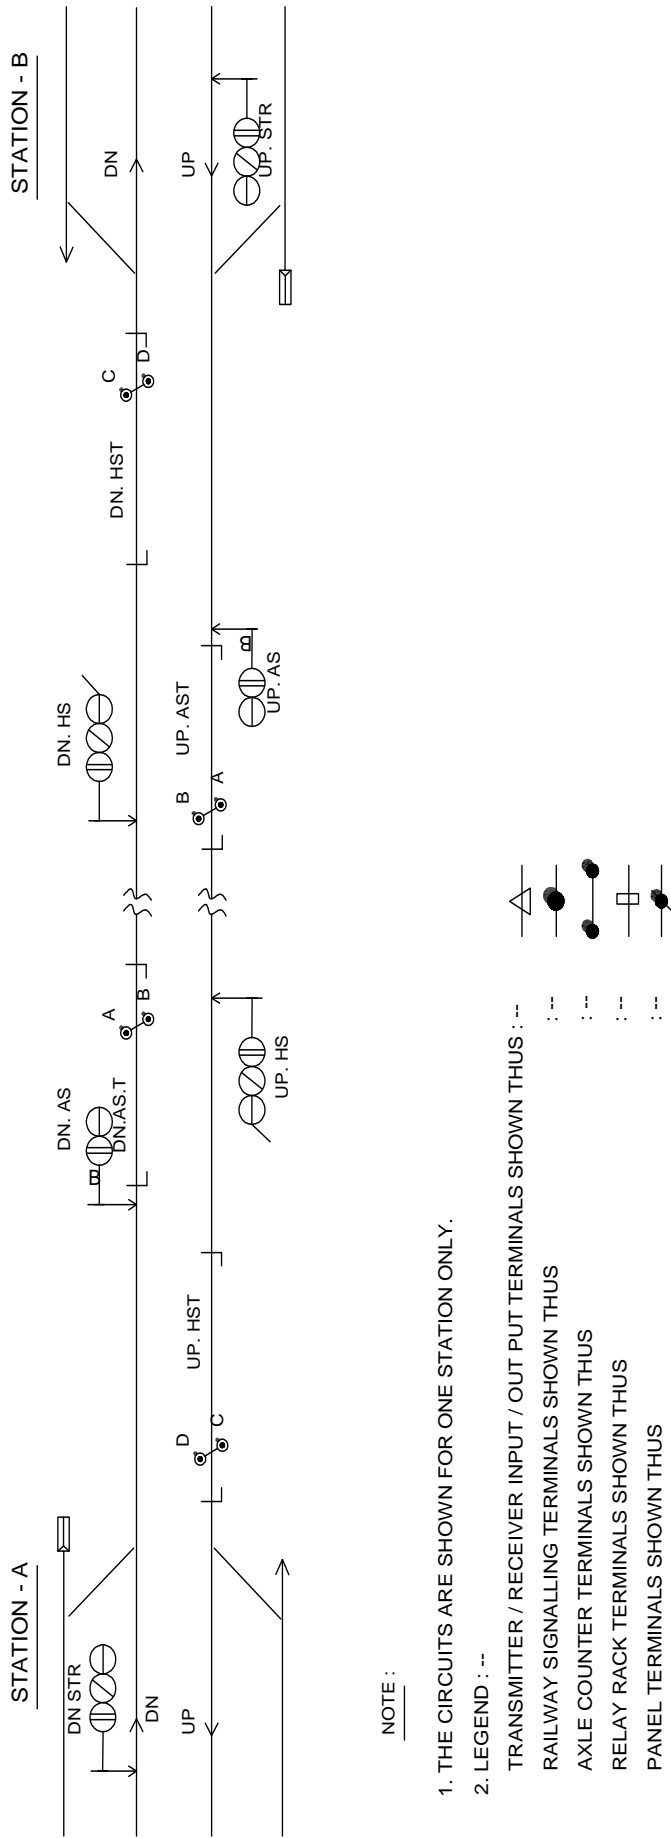 STATION - A
STATION - B
DN STR
DN. AS
B
DN.AS.T
A
B
DN. HS
DN. HST
C
D
DN
DN
UP
UP. HST
D
C
UP. AST
B
A
UP
UP. HS
B
UP. AS
UP. STR
NOTE :
1. THE CIRCUITS ARE SHOWN FOR ONE STATION ONLY.
2. LEGEND : --
TRANSMITTER / RECEIVER INPUT / OUT PUT TERMINALS SHOWN THUS : --
RAILWAY SIGNALLING TERMINALS SHOWN THUS : --
AXLE COUNTER TERMINALS SHOWN THUS : --
RELAY RACK TERMINALS SHOWN THUS : --
PANEL TERMINALS SHOWN THUS : --